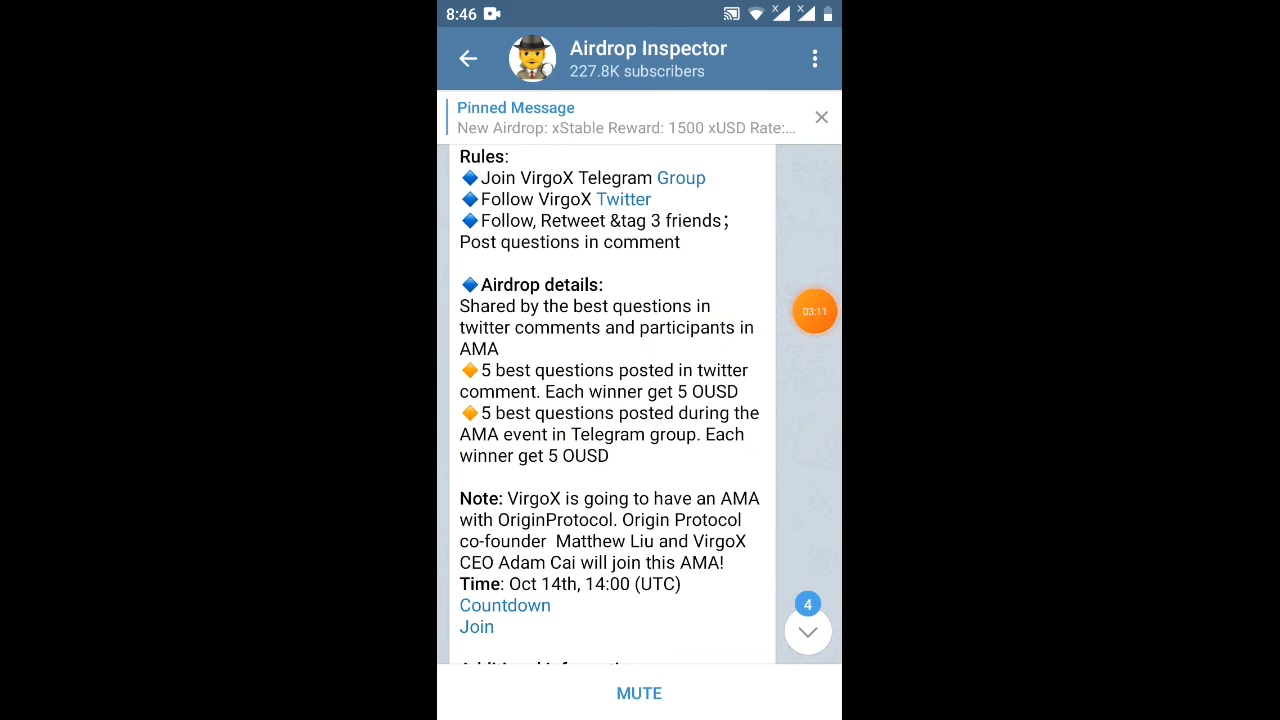 8:46
Airdrop Inspector
227.8K subscribers
Pinned Message
New Airdrop: xStable Reward: 1500 xUSD Rate:...
Rules:
🔷Join VirgoX Telegram Group
🔷Follow VirgoX Twitter
🔷Follow, Retweet &tag 3 friends；
Post questions in comment
🔷Airdrop details:
Shared by the best questions in
twitter comments and participants in
AMA
🔶5 best questions posted in twitter
comment. Each winner get 5 OUSD
🔶5 best questions posted during the
AMA event in Telegram group. Each
winner get 5 OUSD
03:11
Note: VirgoX is going to have an AMA
with OriginProtocol. Origin Protocol
co-founder  Matthew Liu and VirgoX
CEO Adam Cai will join this AMA!
Time: Oct 14th, 14:00 (UTC)
Countdown
Join
4
MUTE